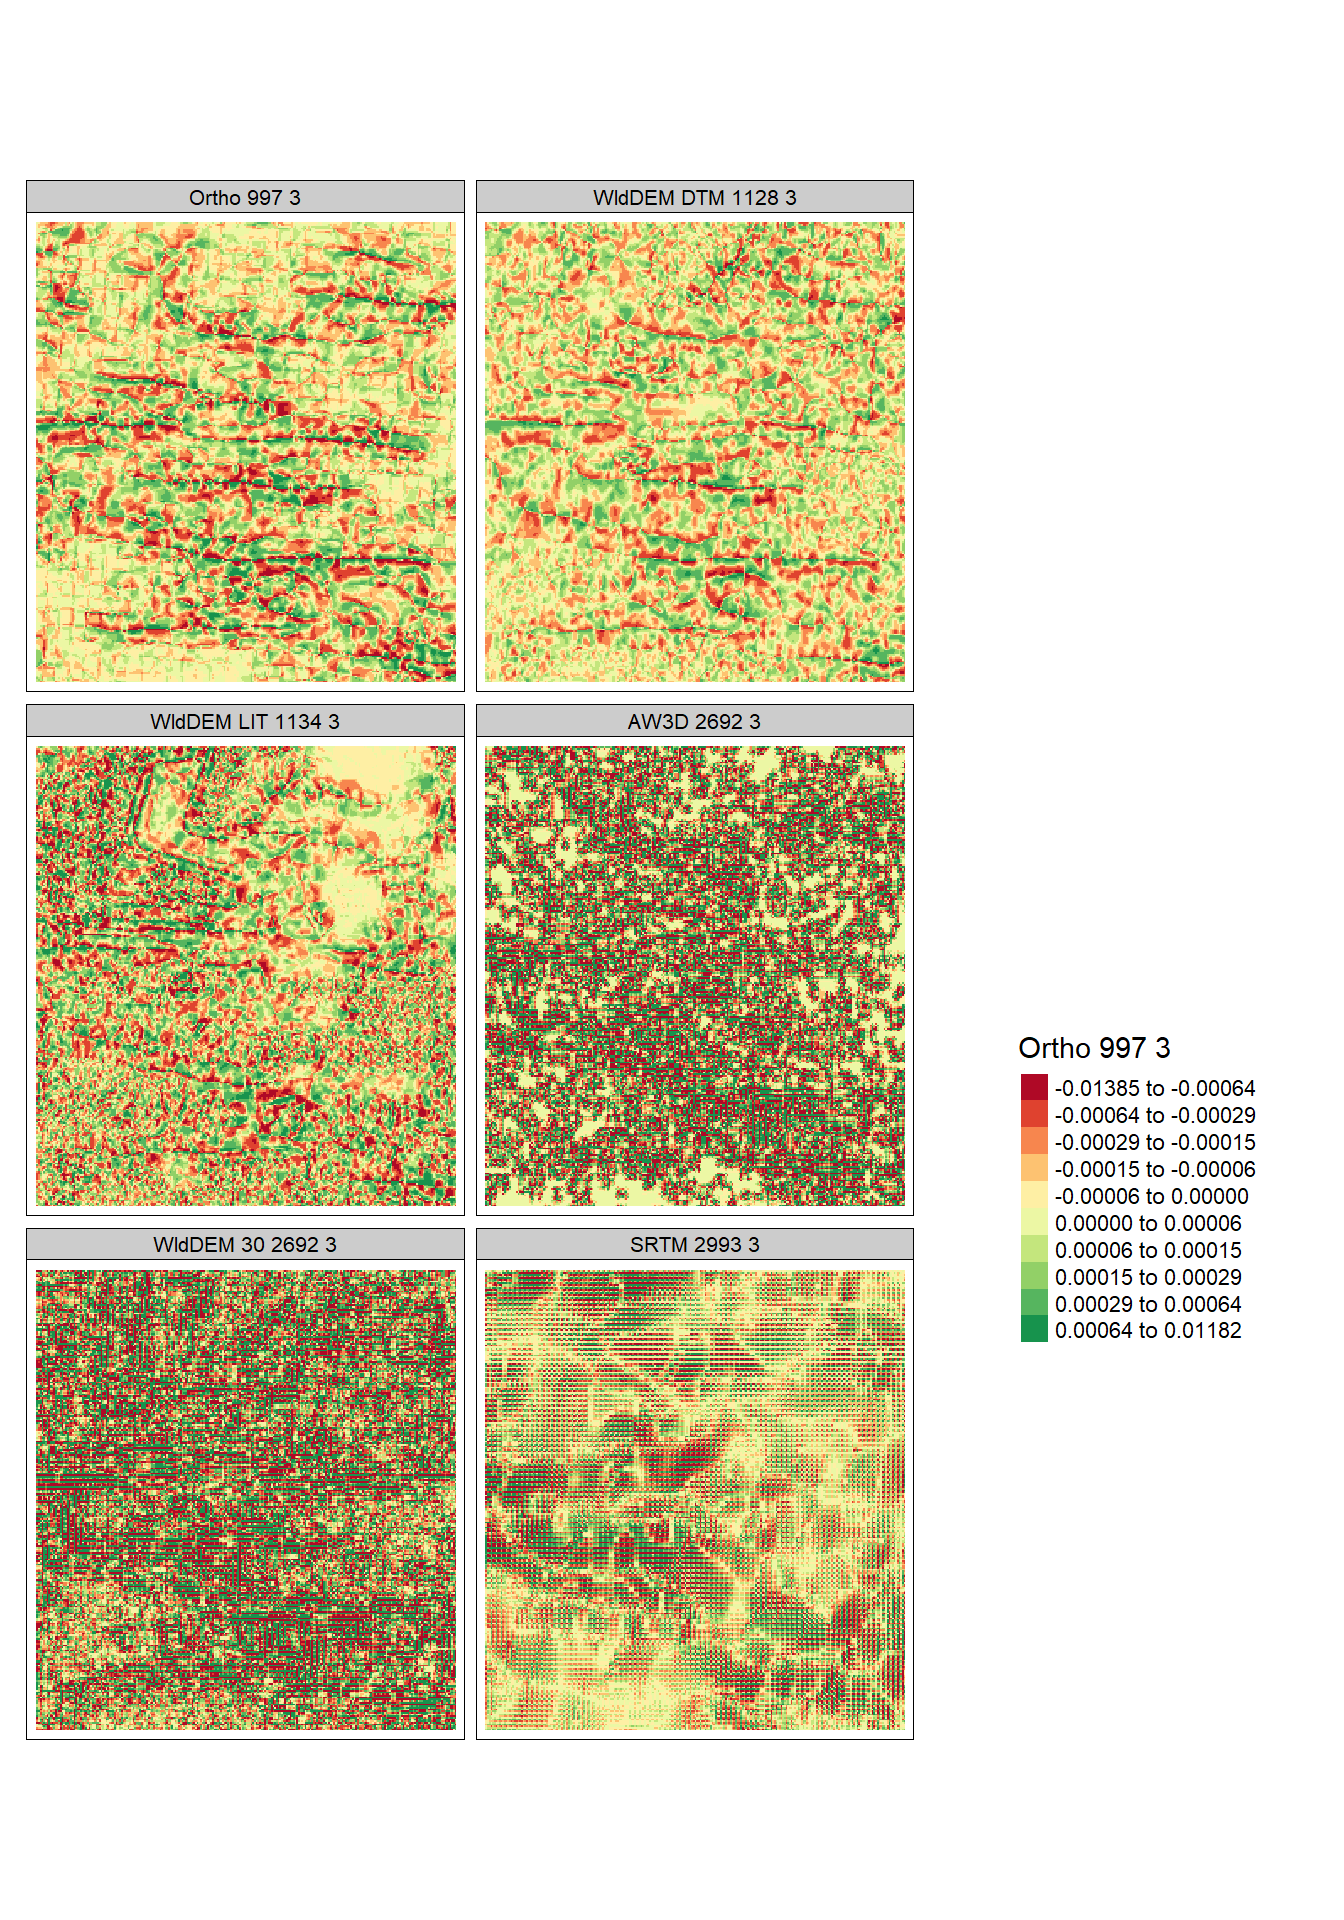 Ortho 997 3
WldDEM DTM 1128 3
WldDEM LIT 1134 3
AW3D 2692 3
WldDEM 30 2692 3
SRTM 2993 3
Ortho 997 3
-0.01385 to -0.00064
-0.00064 to -0.00029
-0.00029 to -0.00015
-0.00015 to -0.00006
-0.00006 to 0.00000
0.00000 to 0.00006
0.00006 to 0.00015
0.00015 to 0.00029
0.00029 to 0.00064
0.00064 to 0.01182